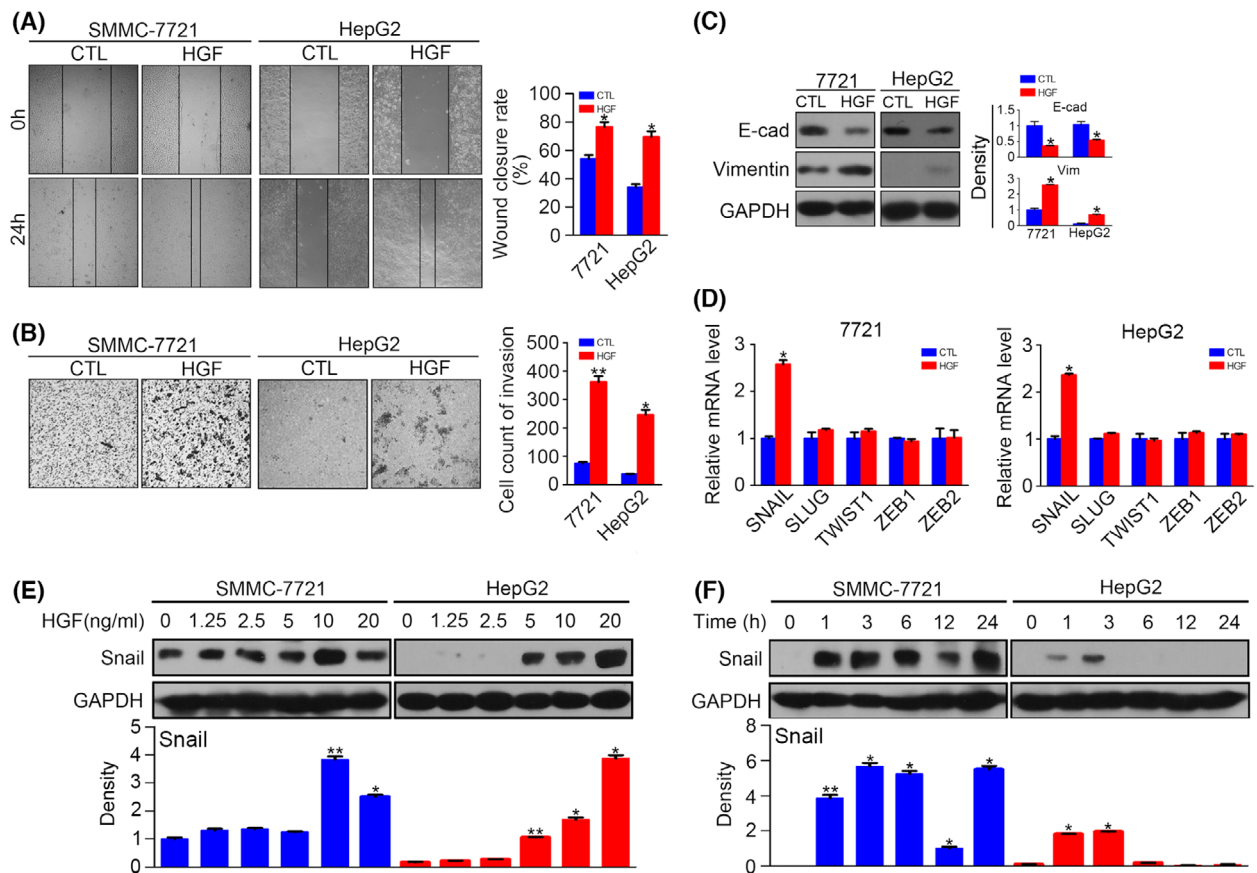 (A)
SMMC-7721 HepG2
CTL HGF CTL HGF
0h
24h
Wound closure rate
(%)
CTL
HGF
100
80
60
40
20
0
* *
7721 HepG2
(B)
SMMC-7721 HepG2
CTL HGF CTL HGF
Cell count of invasion
CTL
HGF
500
400
300
200
100
0
** *
7721 HepG2
(C)
7721 HepG2
CTL HGF CTL HGF
E-cad
Vimentin
GAPDH
Density
CTL
HGF
E-cad
1.5
1
0.5
0
* *
Vim
3
2
1
0
* *
7721 HepG2
(D)
7721
Relative mRNA level
CTL
HGF
3
2
1
0
*
SNAIL SLUG TWIST1 ZEB1 ZEB2
HepG2
Relative mRNA level
CTL
HGF
3
2
1
0
*
SNAIL SLUG TWIST1 ZEB1 ZEB2
(E)
SMMC-7721 HepG2
HGF(ng/ml) 0 1.25 2.5 5 10 20 0 1.25 2.5 5 10 20
Snail
GAPDH
Snail
Density
5
4
3
2
1
0
** * ** * *
(F)
SMMC-7721 HepG2
Time (h) 0 1 3 6 12 24 0 1 3 6 12 24
Snail
GAPDH
Snail
Density
8
6
4
2
0
** * * * * * *